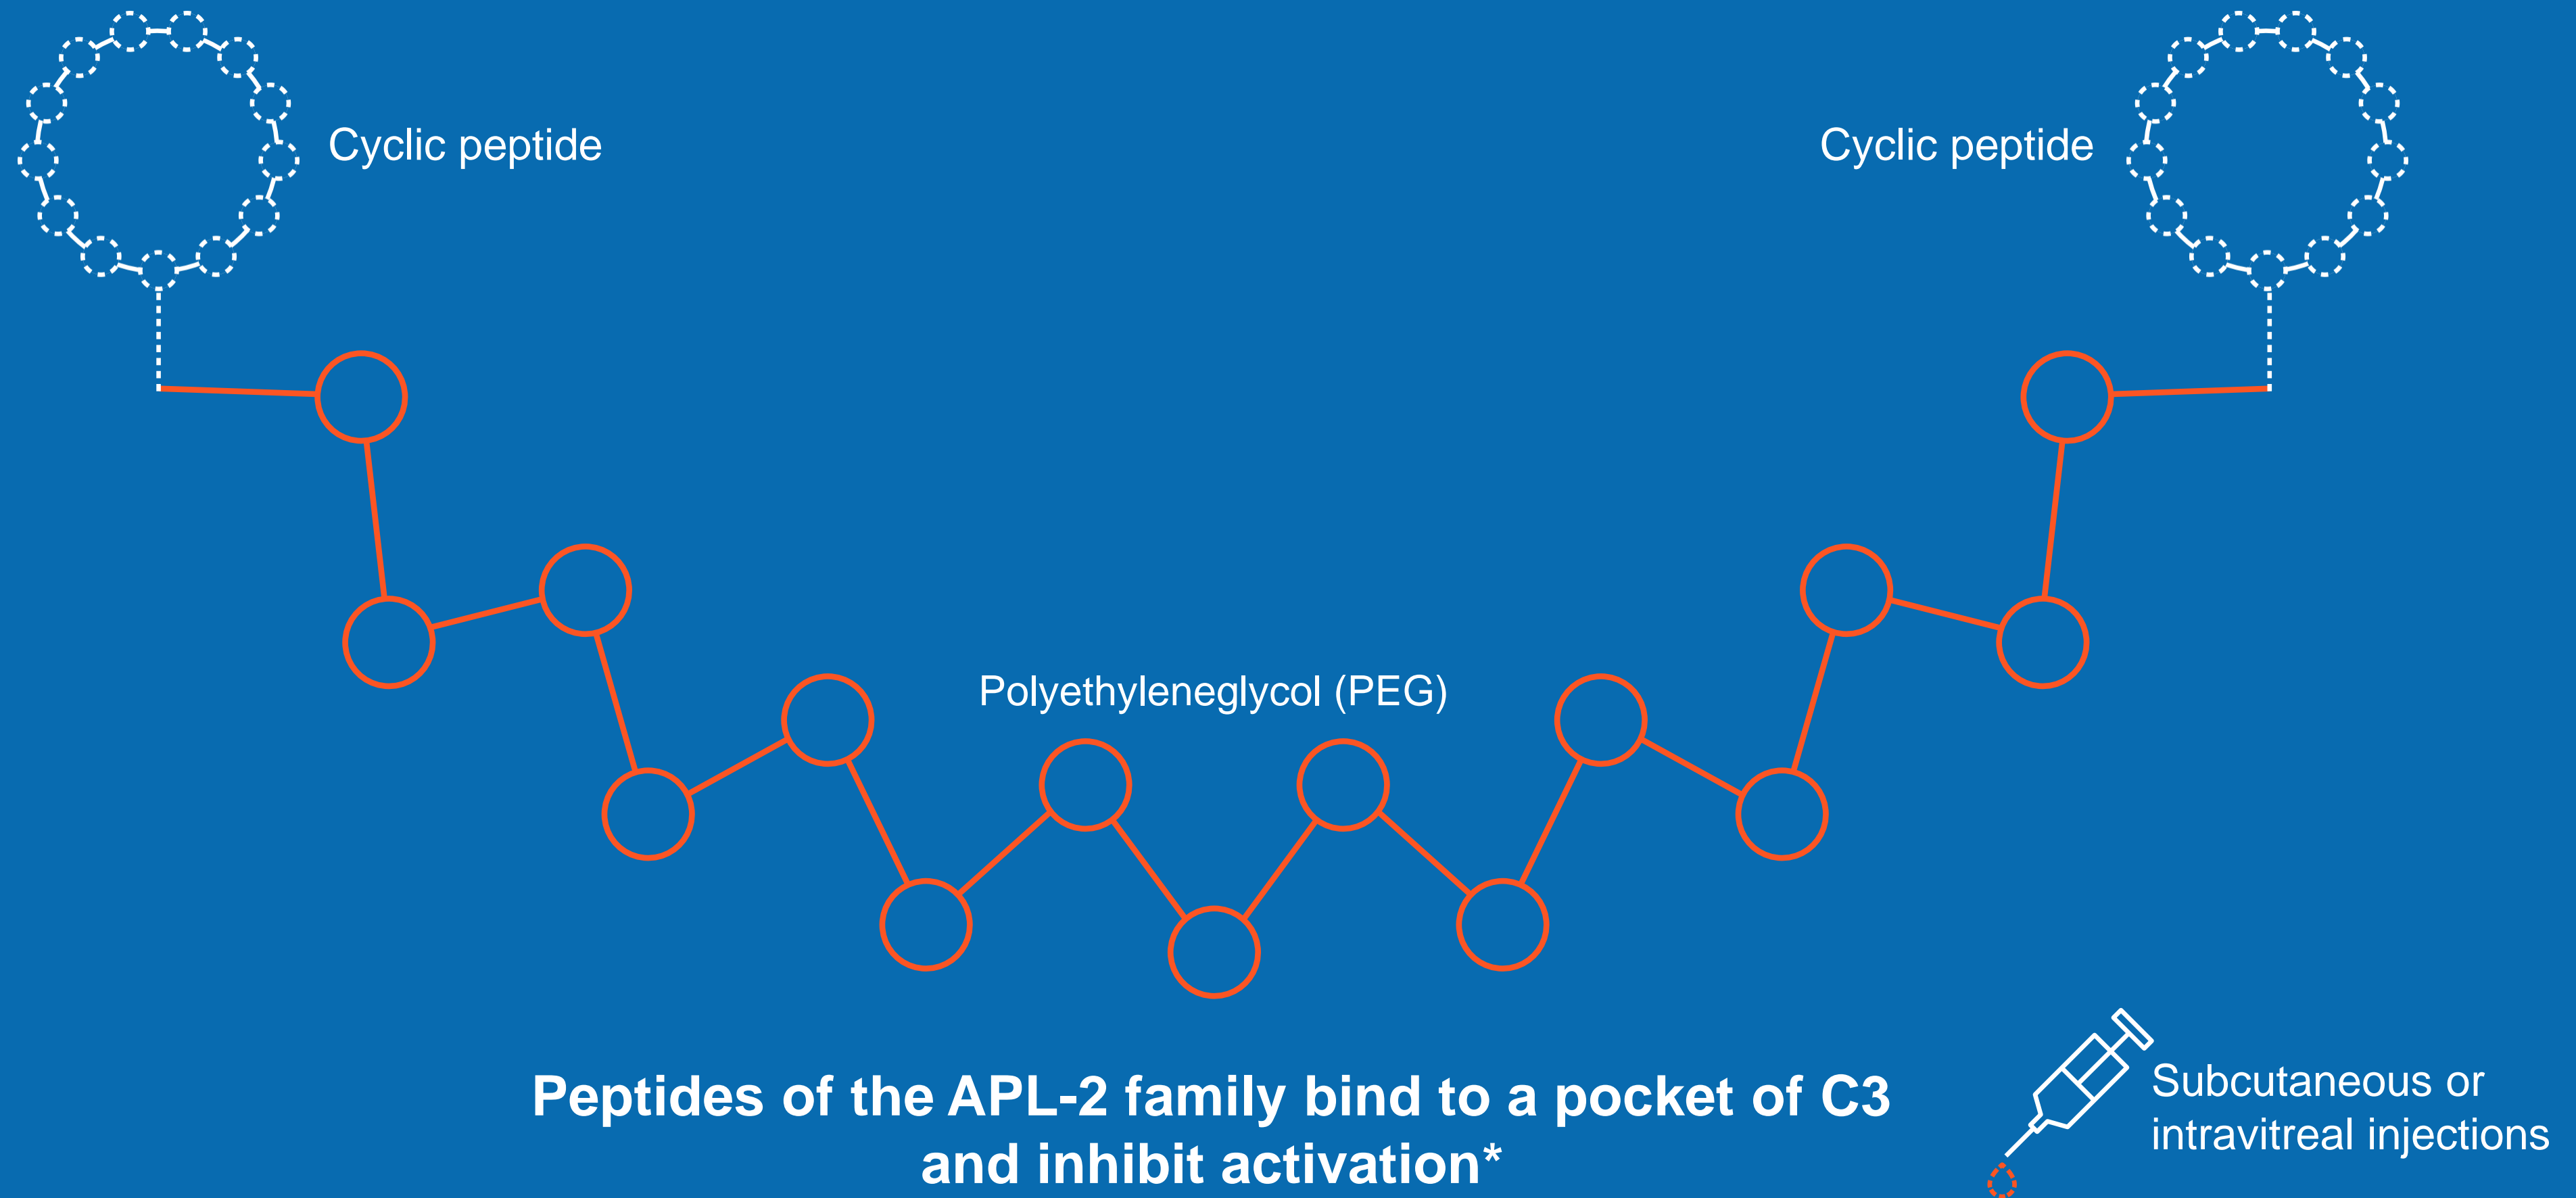 Cyclic peptide
Cyclic peptide
Polyethyleneglycol (PEG)
Peptides of the APL-2 family bind to a pocket of C3
and inhibit activation*
Subcutaneous or
intravitreal injections